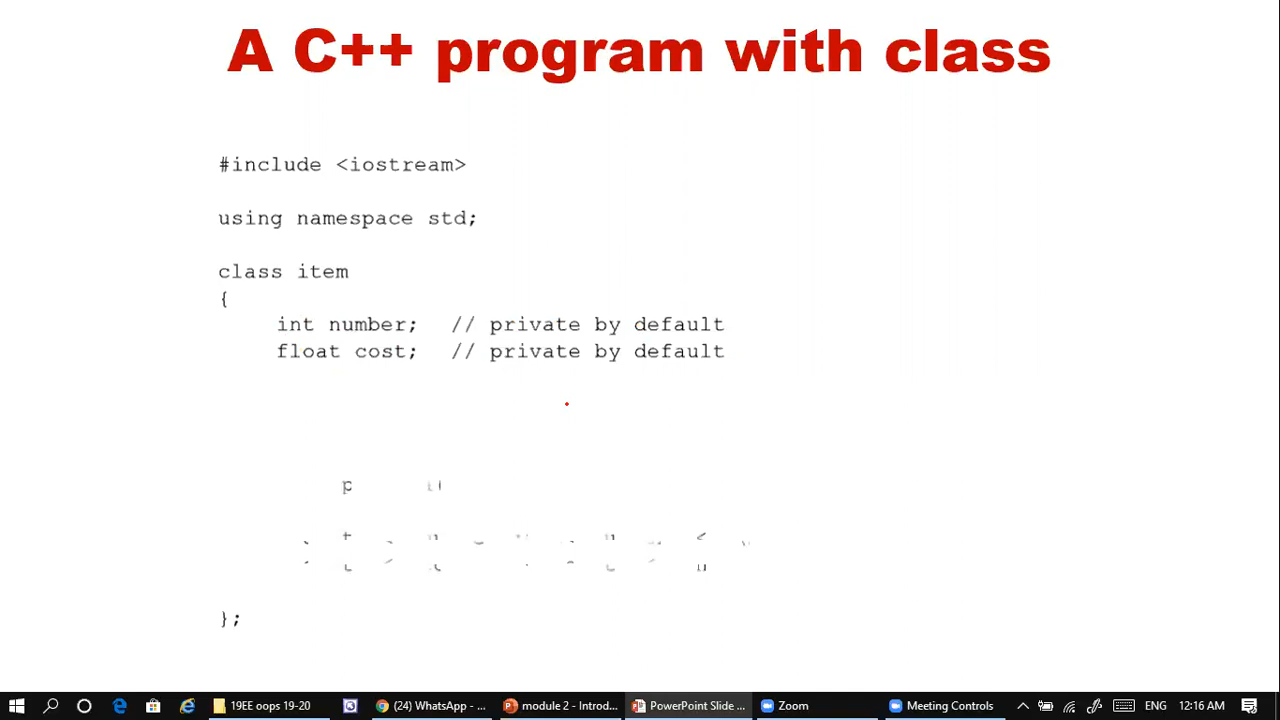 A C++ program with class
#include <iostream>
using namespace std;
class item
{
int number; // private by default
float cost; // private by default
};
19EE oops 19-20
(24) WhatsApp - ...
module 2 - Introd...
PowerPoint Slide ...
Zoom
Meeting Controls
ENG
12:16 AM